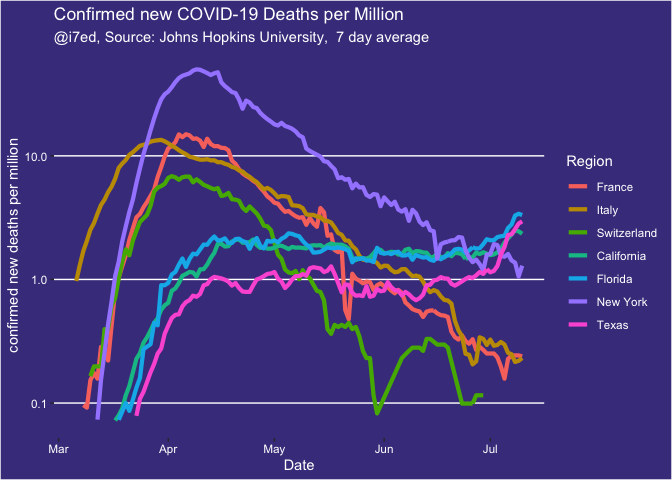 Confirmed new COVID-19 Deaths per Million
@i7ed, Source: Johns Hopkins University,  7 day average
confirmed new deaths per million
10.0
1.0
0.1
Mar
Apr
May
Jun
Jul
Date
Region
France
Italy
Switzerland
California
Florida
New York
Texas